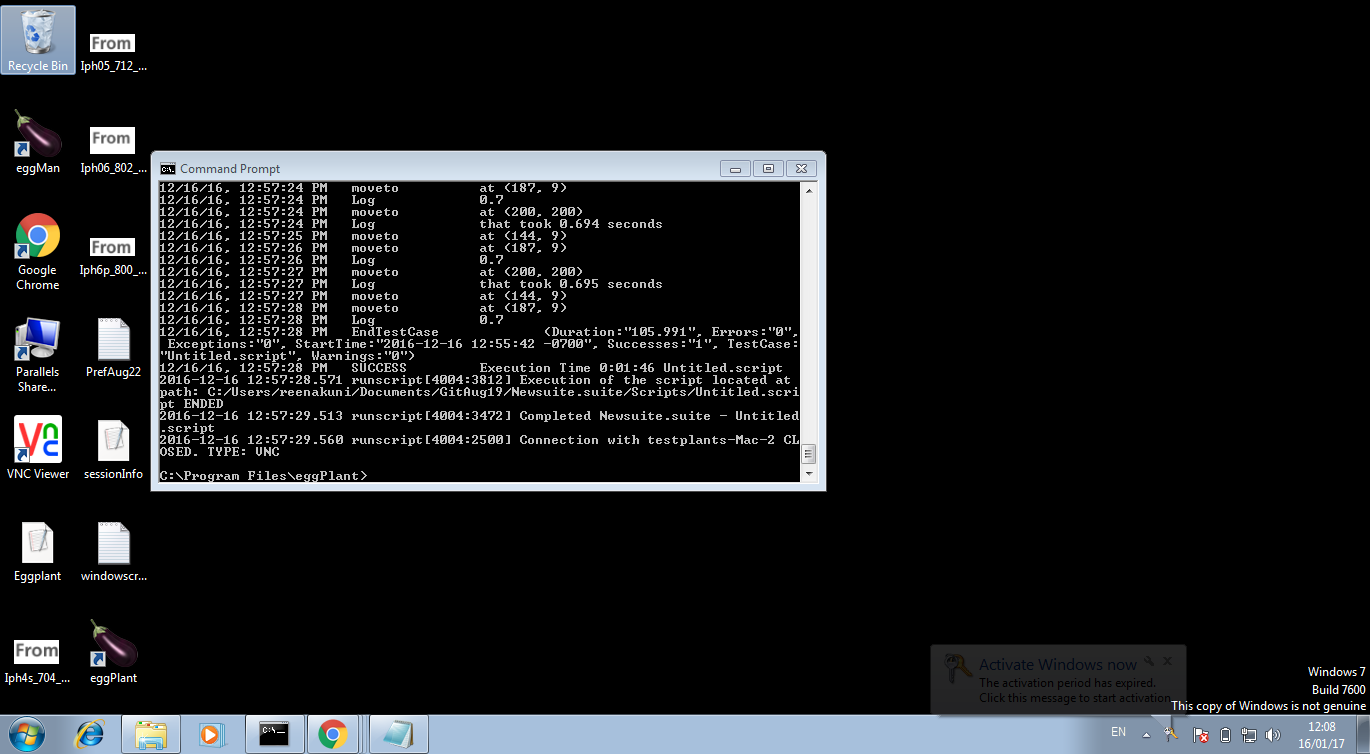 Recycle Bin
From
Iph05_712_...
eggMan
From
Iph06_802_...
Google
Chrome
From
Iph6p_800_...
Parallels
Share...
PrefAug22
VNC Viewer
sessionInfo
Eggplant
windowscr...
From
Iph4s_704_...
eggPlant
Command Prompt
12/16/16, 12:57:24 PM moveto at (187, 9)
12/16/16, 12:57:24 PM Log 0.7
12/16/16, 12:57:24 PM moveto at (200, 200)
12/16/16, 12:57:24 PM Log that took 0.694 seconds
12/16/16, 12:57:25 PM moveto at (144, 9)
12/16/16, 12:57:26 PM moveto at (187, 9)
12/16/16, 12:57:26 PM Log 0.7
12/16/16, 12:57:27 PM moveto at (200, 200)
12/16/16, 12:57:27 PM Log that took 0.695 seconds
12/16/16, 12:57:27 PM moveto at (144, 9)
12/16/16, 12:57:28 PM moveto at (187, 9)
12/16/16, 12:57:28 PM Log 0.7
12/16/16, 12:57:28 PM EndTestCase (Duration:"105.991", Errors:"0",
Exceptions:"0", StartTime:"2016-12-16 12:55:42 -0700", Successes:"1", TestCase:
"Untitled.script", Warnings:"0")
12/16/16, 12:57:28 PM SUCCESS Execution Time 0:01:46 Untitled.script
2016-12-16 12:57:28.571 runscript[4004:3812] Execution of the script located at
path: C:/Users/reenakuni/Documents/GitAug19/Newsuite.suite/Scripts/Untitled.scri
pt ENDED
2016-12-16 12:57:29.513 runscript[4004:3472] Completed Newsuite.suite - Untitled
.script
2016-12-16 12:57:29.560 runscript[4004:2500] Connection with testplants-Mac-2 CL
OSED. TYPE: VNC
C:\Program Files\eggPlant>
Activate Windows now
The activation period has expired.
Click this message to start activation.
Windows 7
Build 7600
This copy of Windows is not genuine
EN
12:08
16/01/17